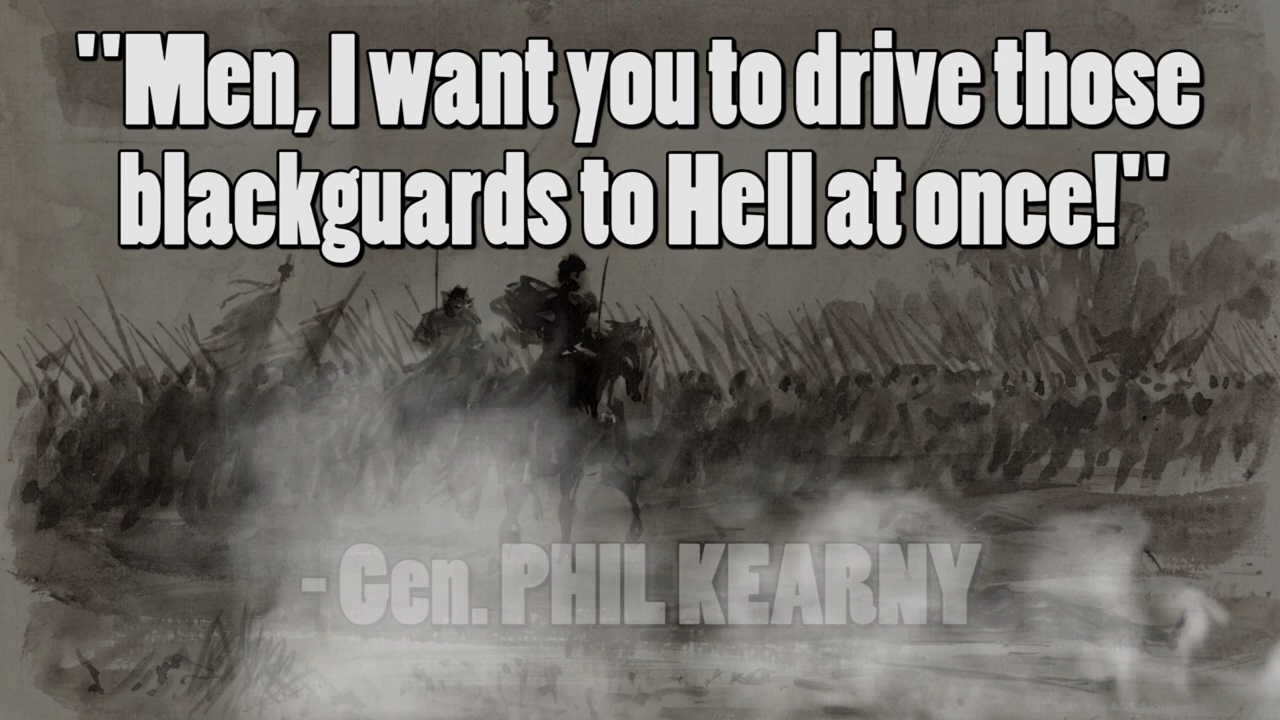 "Men, I want you to drive those
blackguards to Hell at once!"
- Gen. PHIL KEARNY